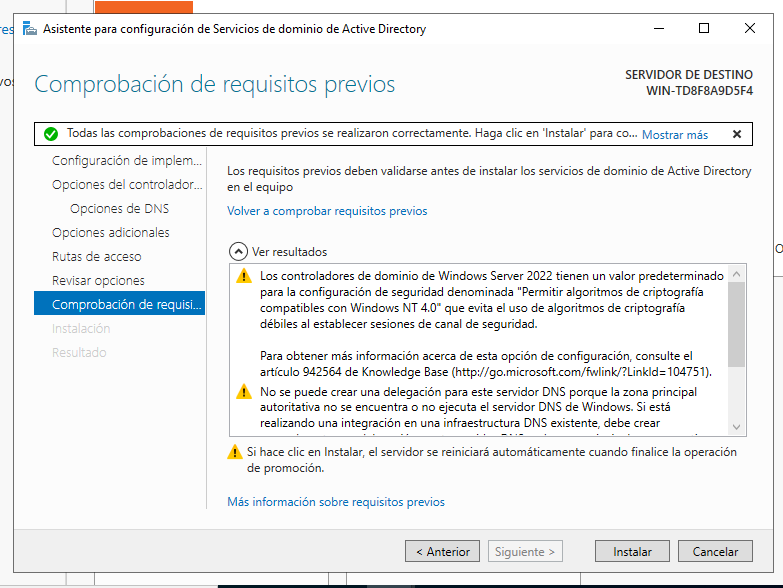 Asistente para configuración de Servicios de dominio de Active Directory
Comprobación de requisitos previos
SERVIDOR DE DESTINO
WIN-TD8F8A9D5F4
Todas las comprobaciones de requisitos previos se realizaron correctamente. Haga clic en 'Instalar' para co... Mostrar más
Configuración de implem...
Opciones del controlador...
Opciones de DNS
Opciones adicionales
Rutas de acceso
Revisar opciones
Comprobación de requisi...
Instalación
Resultado
Los requisitos previos deben validarse antes de instalar los servicios de dominio de Active Directory
en el equipo
Volver a comprobar requisitos previos
Ver resultados
Los controladores de dominio de Windows Server 2022 tienen un valor predeterminado
para la configuración de seguridad denominada "Permitir algoritmos de criptografía
compatibles con Windows NT 4.0" que evita el uso de algoritmos de criptografía
débiles al establecer sesiones de canal de seguridad.
Para obtener más información acerca de esta opción de configuración, consulte el
artículo 942564 de Knowledge Base (http://go.microsoft.com/fwlink/?LinkId=104751).
No se puede crear una delegación para este servidor DNS porque la zona principal
autoritativa no se encuentra o no ejecuta el servidor DNS de Windows. Si está
realizando una integración en una infraestructura DNS existente, debe crear
Si hace clic en Instalar, el servidor se reiniciará automáticamente cuando finalice la operación
de promoción.
Más información sobre requisitos previos
< Anterior
Siguiente >
Instalar
Cancelar